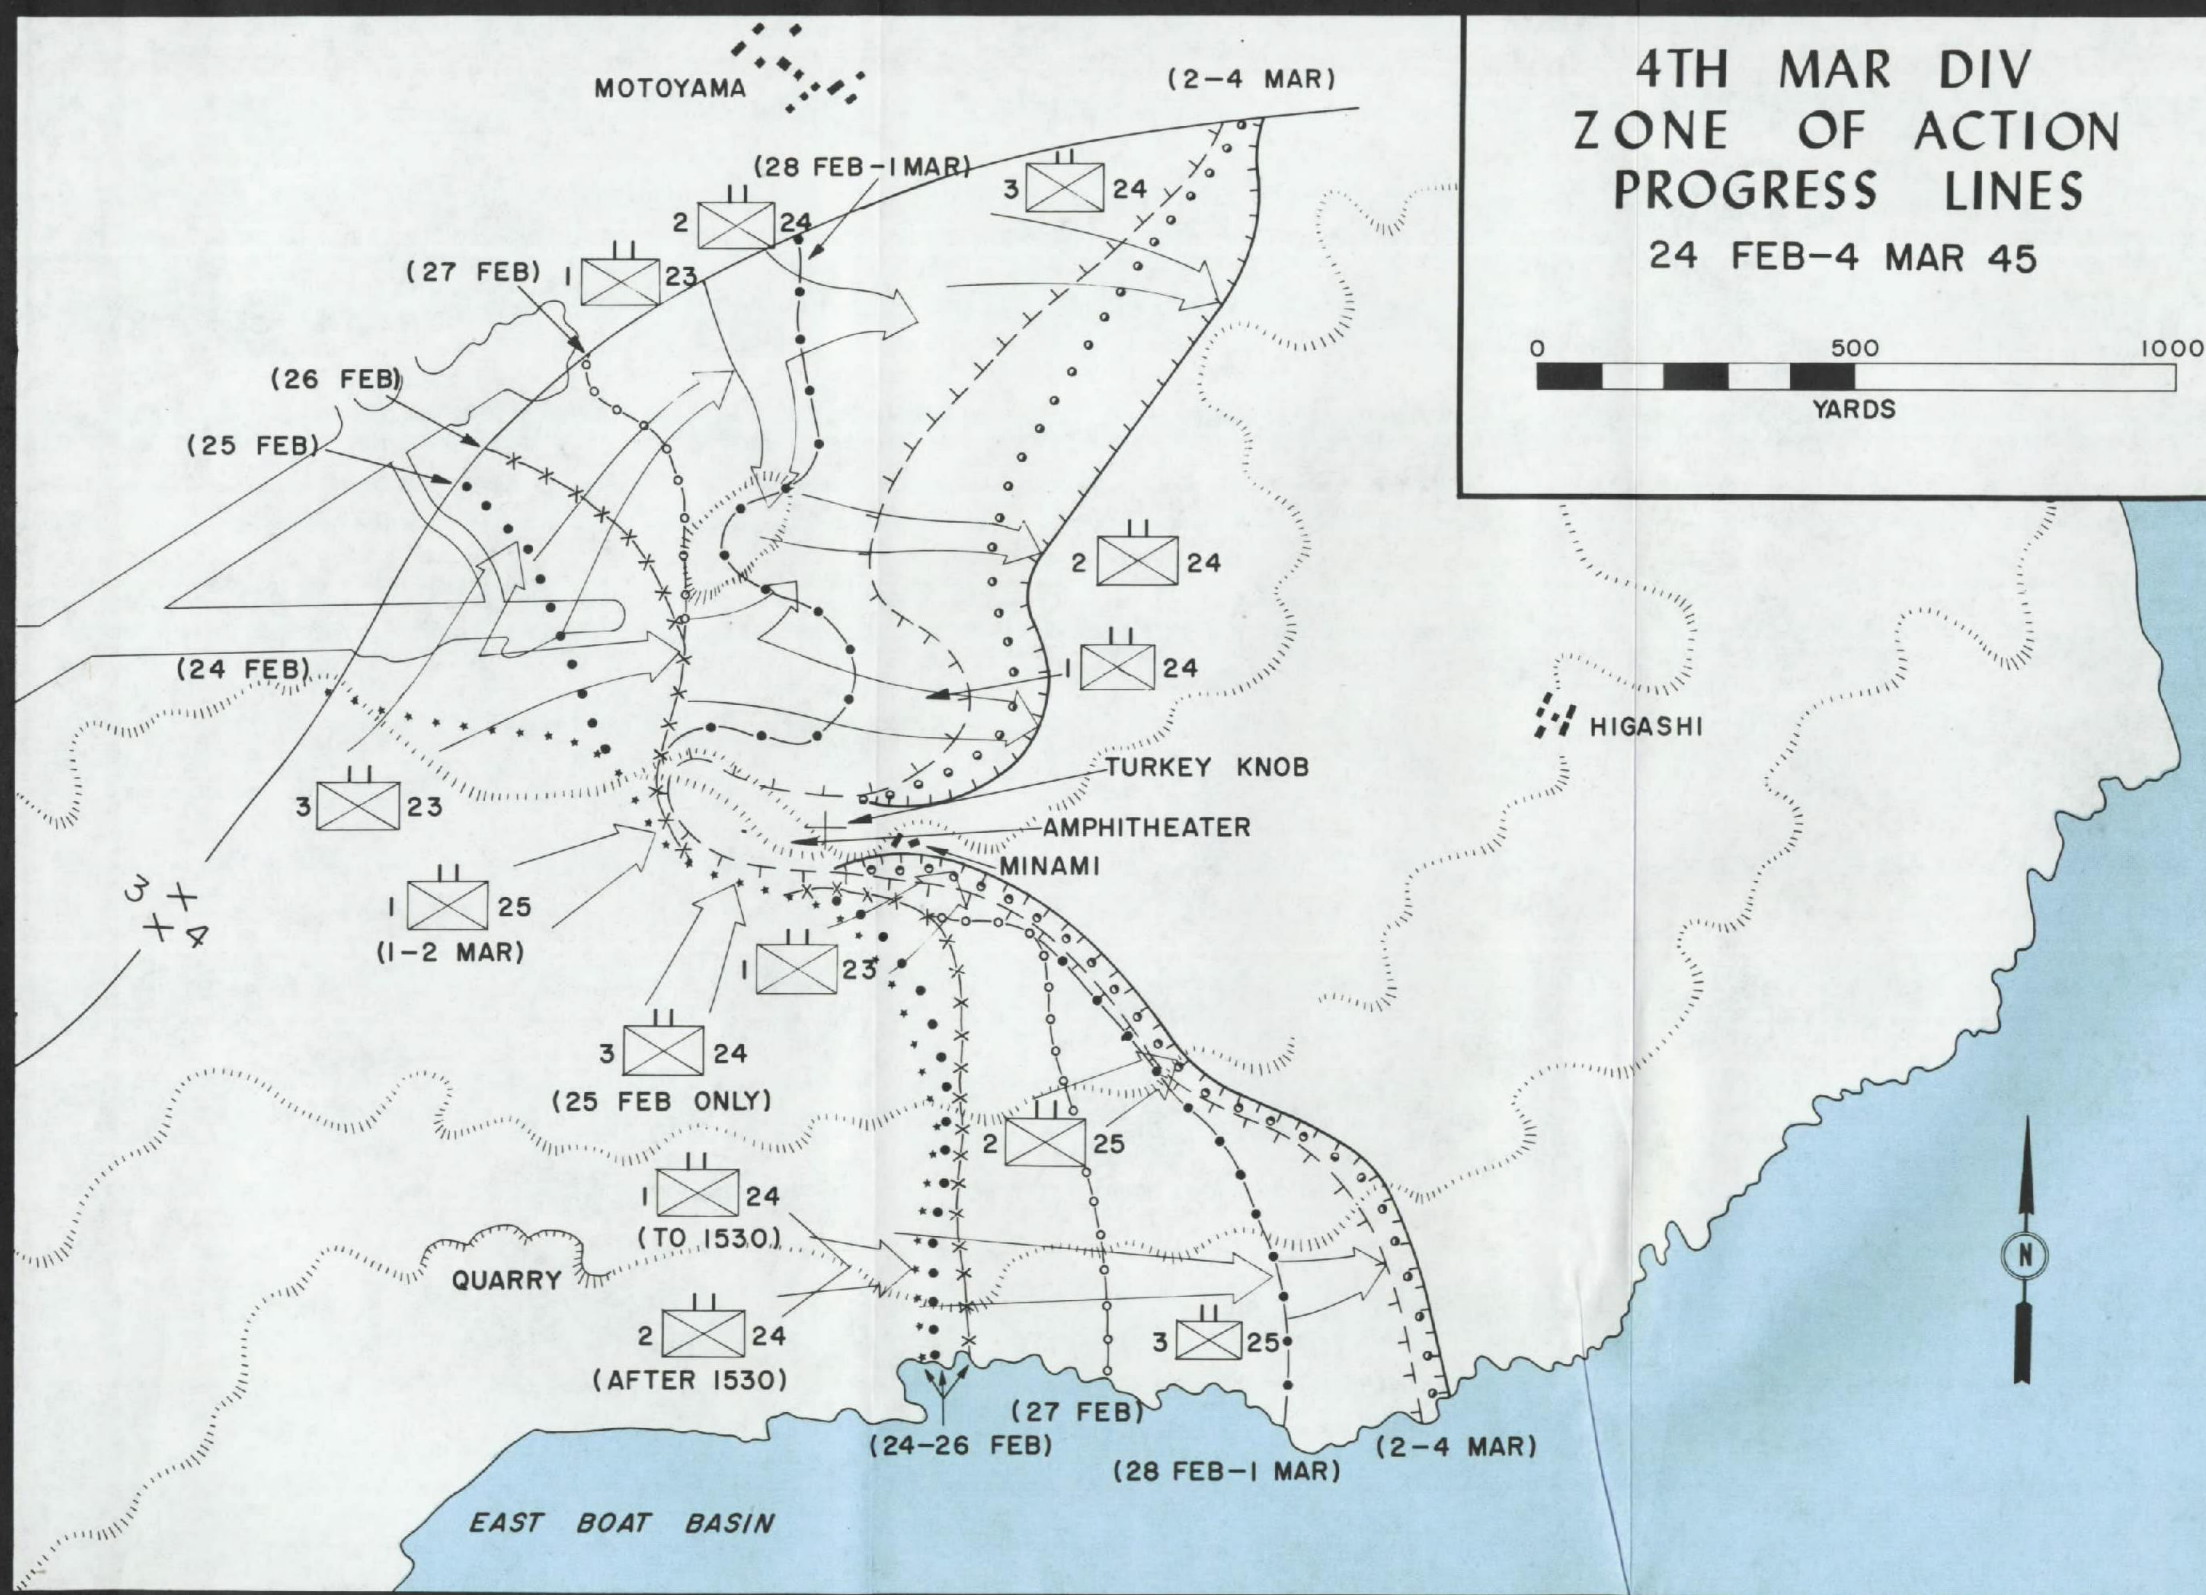 4TH MAR DIV
ZONE OF ACTION
PROGRESS LINES
24 FEB-4 MAR 45
0 500 1000
YARDS
MOTOYAMA
(2-4 MAR)
(28 FEB-1 MAR)
3 24
2 24
(27 FEB)
1 23
(26 FEB)
(25 FEB)
2 24
(24 FEB)
1 24
HIGASHI
TURKEY KNOB
3 23
AMPHITHEATER
MINAMI
3
4
1 25
(1-2 MAR)
1 23
3 24
(25 FEB ONLY)
2 25
1 24
(TO 1530)
QUARRY
N
2 24
(AFTER 1530)
3 25
(27 FEB)
(24-26 FEB)
(2-4 MAR)
(28 FEB-1 MAR)
EAST BOAT BASIN